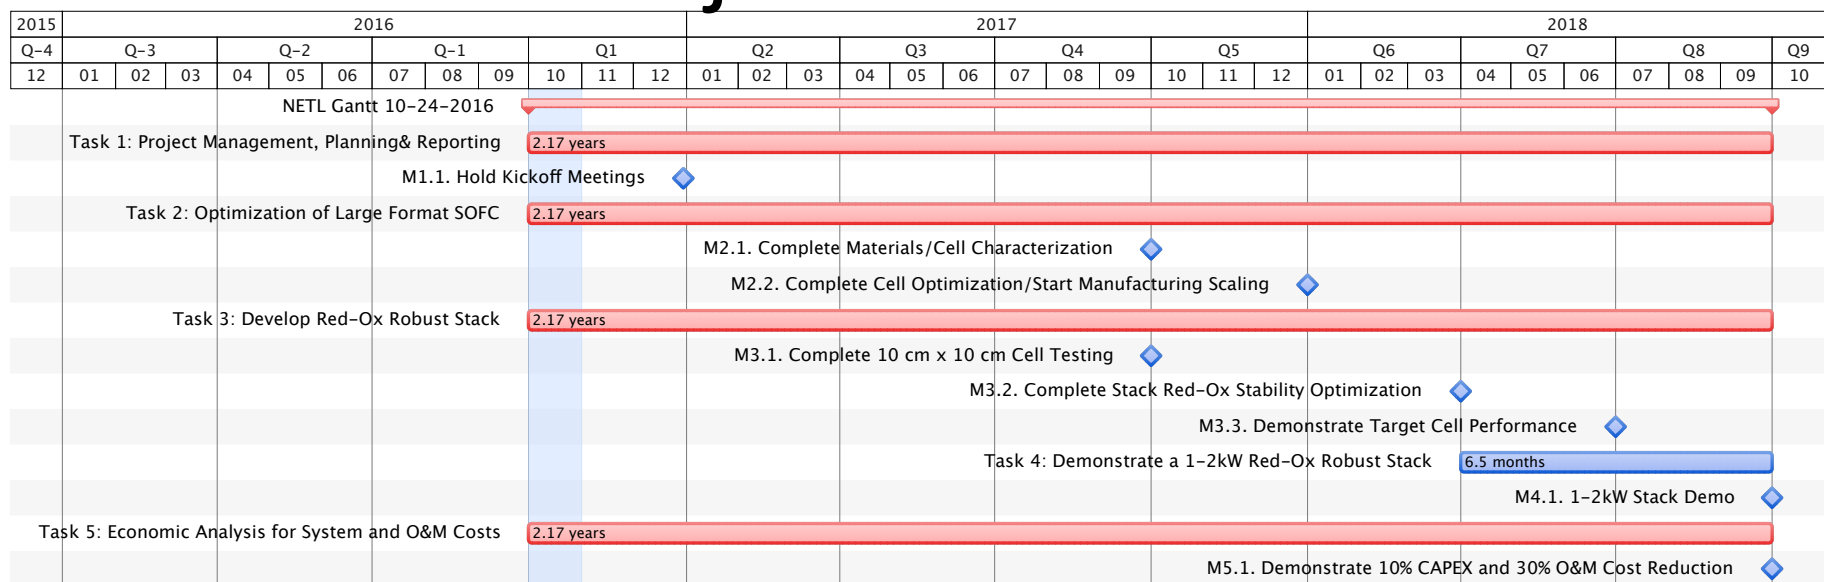 2015 2016 2017 2018
Q-4 Q-3 Q-2 Q-1 Q1 Q2 Q3 Q4 Q5 Q6 Q7 Q8 Q9
12 01 02 03 04 05 06 07 08 09 10 11 12 01 02 03 04 05 06 07 08 09 10 11 12 01 02 03 04 05 06 07 08 09 10
NETL Gantt 10-24-2016
Task 1: Project Management, Planning& Reporting 2.17 years
M1.1. Hold Kickoff Meetings
Task 2: Optimization of Large Format SOFC 2.17 years
M2.1. Complete Materials/Cell Characterization
M2.2. Complete Cell Optimization/Start Manufacturing Scaling
Task 3: Develop Red-Ox Robust Stack 2.17 years
M3.1. Complete 10 cm x 10 cm Cell Testing
M3.2. Complete Stack Red-Ox Stability Optimization
M3.3. Demonstrate Target Cell Performance
Task 4: Demonstrate a 1-2kW Red-Ox Robust Stack 6.5 months
M4.1. 1-2kW Stack Demo
Task 5: Economic Analysis for System and O&M Costs 2.17 years
M5.1. Demonstrate 10% CAPEX and 30% O&M Cost Reduction